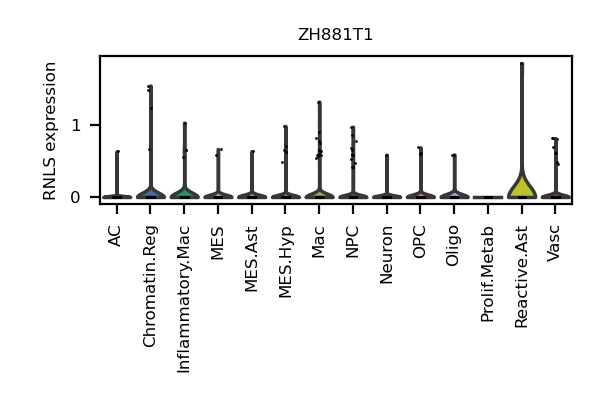 ZH881T1
RNLS expression
1
0
AC
Chromatin.Reg
Inflammatory.Mac
MES
MES.Ast
MES.Hyp
Mac
NPC
Neuron
OPC
Oligo
Prolif.Metab
Reactive.Ast
Vasc